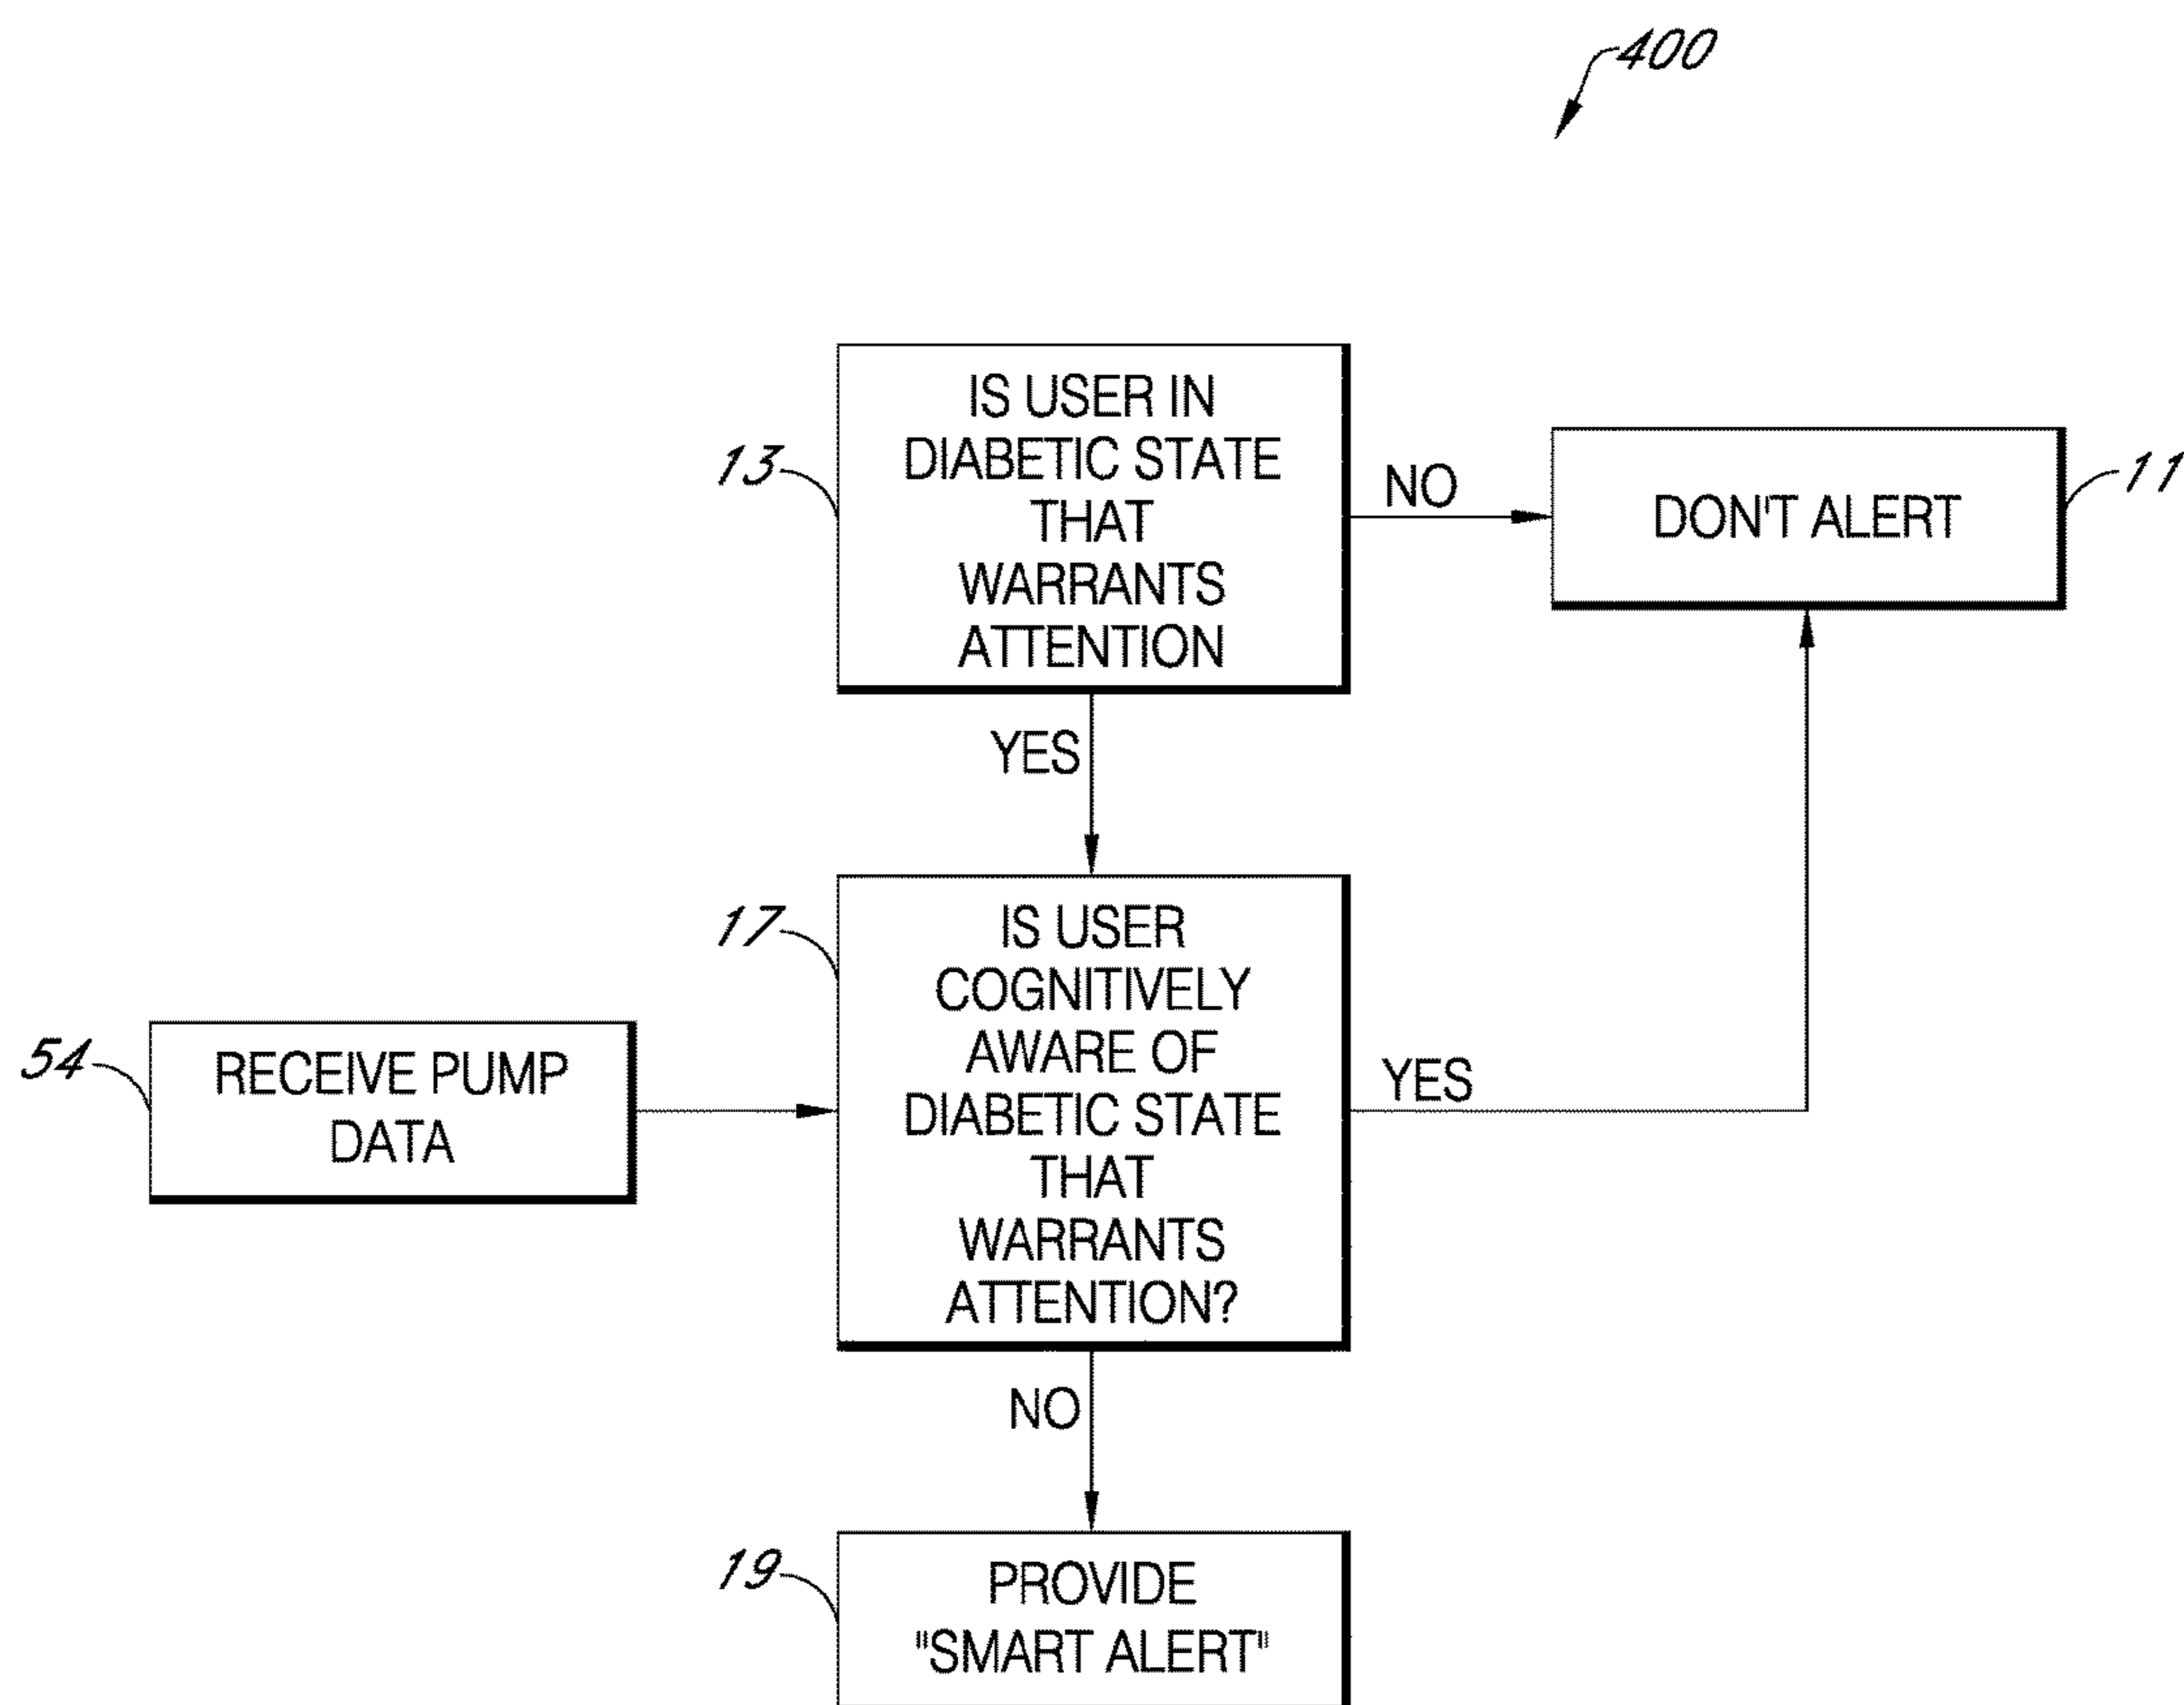 400
IS USER IN
DIABETIC STATE
THAT
WARRANTS
ATTENTION
13
NO
DON'T ALERT
11
YES
IS USER
COGNITIVELY
AWARE OF
DIABETIC STATE
THAT
WARRANTS
ATTENTION?
17
RECEIVE PUMP
DATA
54
YES
NO
PROVIDE
"SMART ALERT"
19